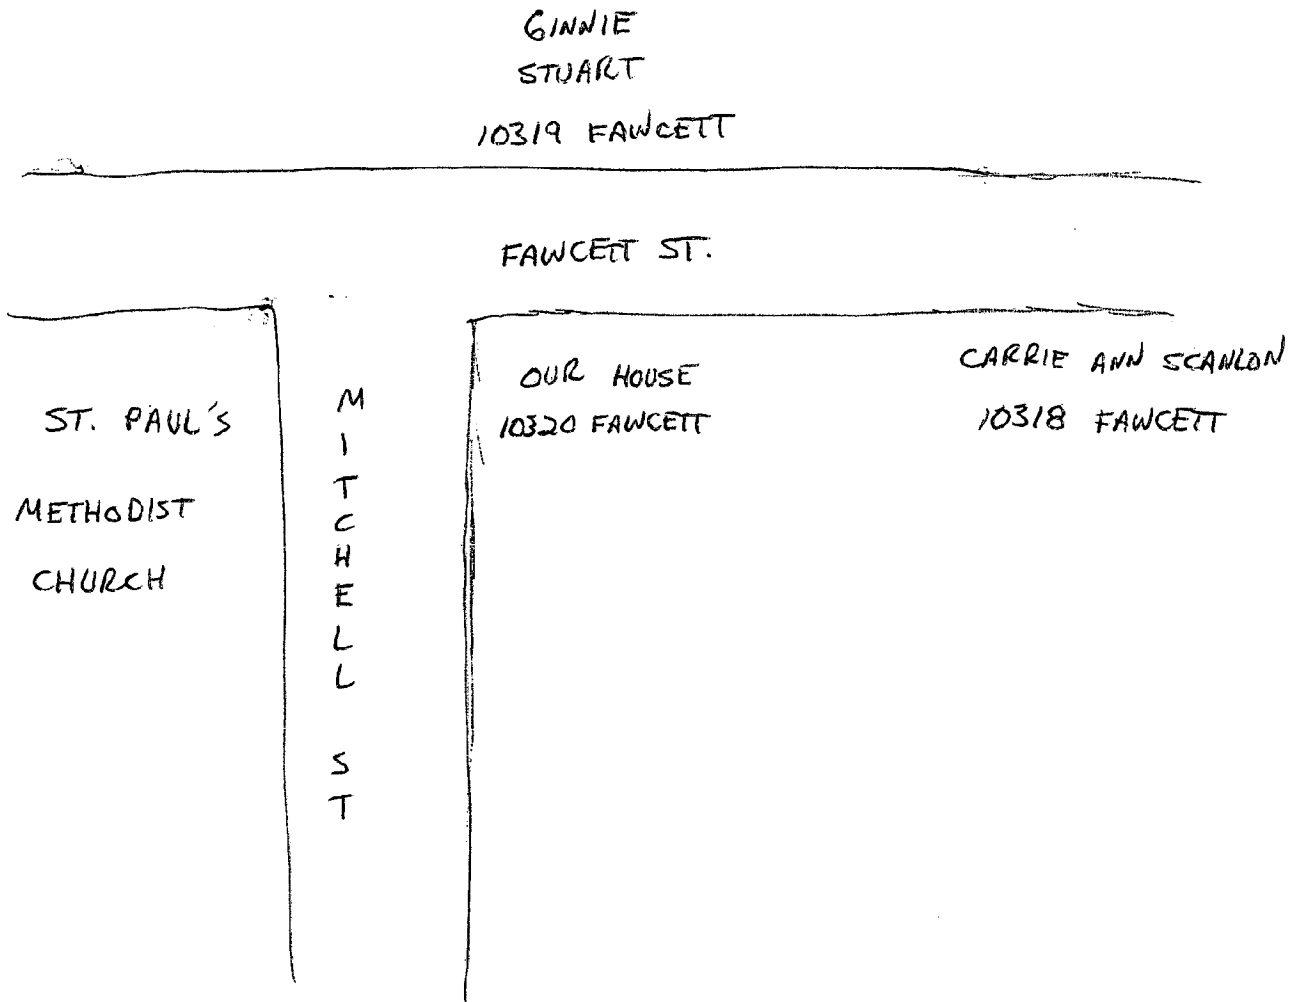 GINNIE
STUART
10319 FAWCETT
FAWCETT ST.
OUR HOUSE
10320 FAWCETT
CARRIE ANN SCANLON
10318 FAWCETT
ST. PAUL'S
METHODIST
CHURCH
MITCHELL ST